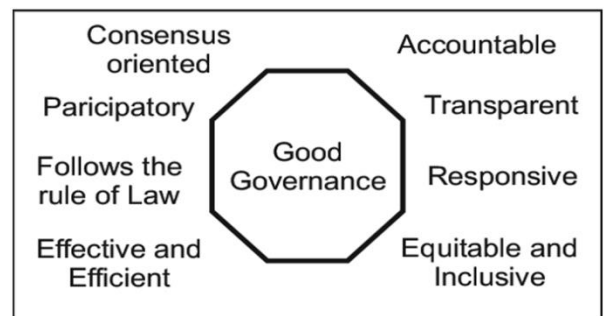 Consensus
oriented
Accountable
Paricipatory
Transparent
Follows the
rule of Law
Good
Governance
Responsive
Effective and
Efficient
Equitable and
Inclusive